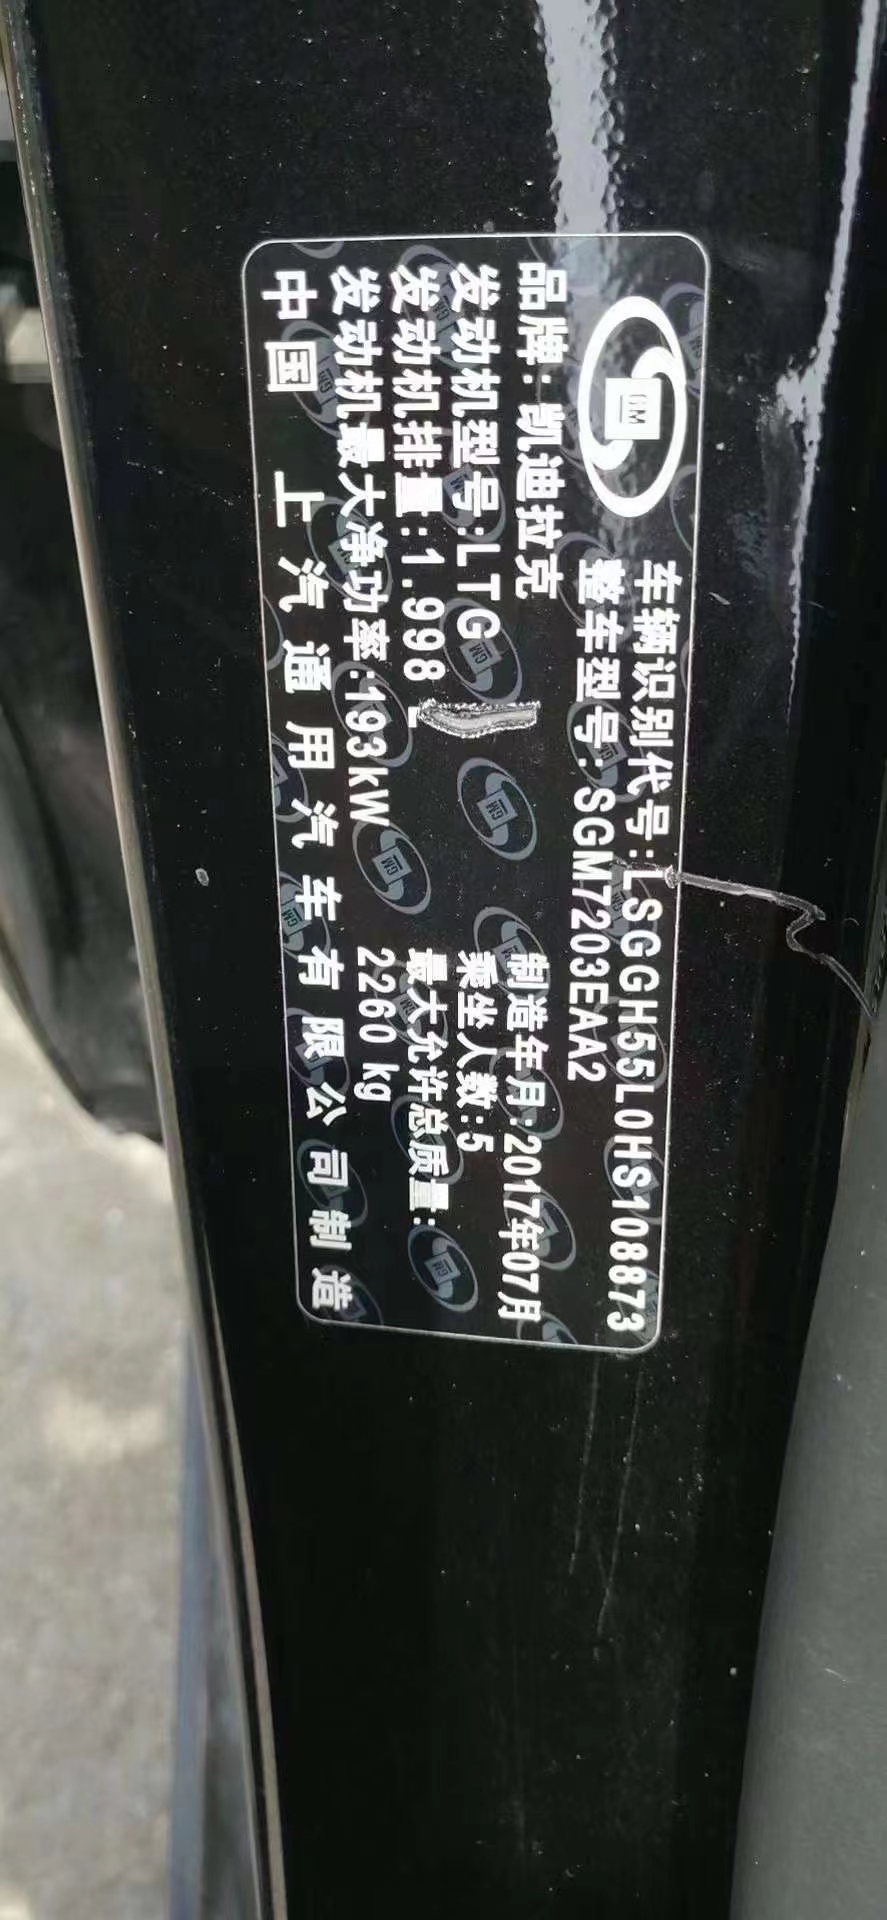 GM
车辆识别代号:LSGGH55L0HS108873
整车型号:SGM7203EAA2
品牌:凯迪拉克
制造年月:2017年07月
发动机型号:LTG
乘坐人数:5
发动机排量:1.998 L
最大允许总质量:
2260 kg
发动机最大净功率:193kW
中国 上汽通用汽车有限公司制造